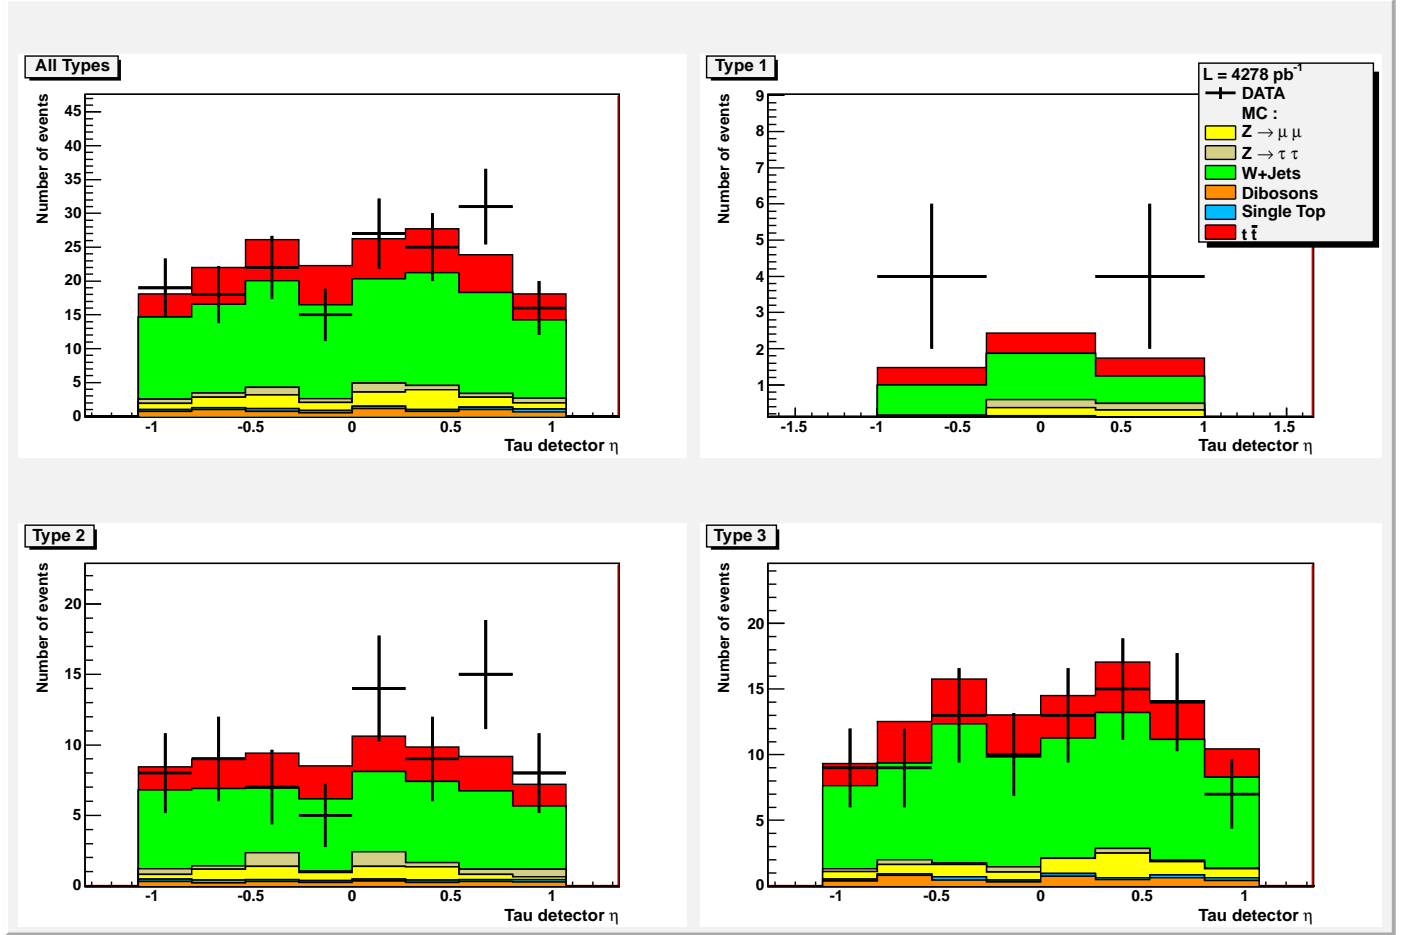 All Types
Number of events
45
40
35
30
25
20
15
10
5
0
-1 -0.5 0 0.5 1
Tau detector η
Type 1
Number of events
9
8
7
6
5
4
3
2
1
-1.5 -1 -0.5 0 0.5 1 1.5
Tau detector η
L = 4278 pb-1
DATA
MC :
Z → μ μ
Z → τ τ
W+Jets
Dibosons
Single Top
t t̄
Type 2
Number of events
20
15
10
5
0
-1 -0.5 0 0.5 1
Tau detector η
Type 3
Number of events
20
15
10
5
0
-1 -0.5 0 0.5 1
Tau detector η